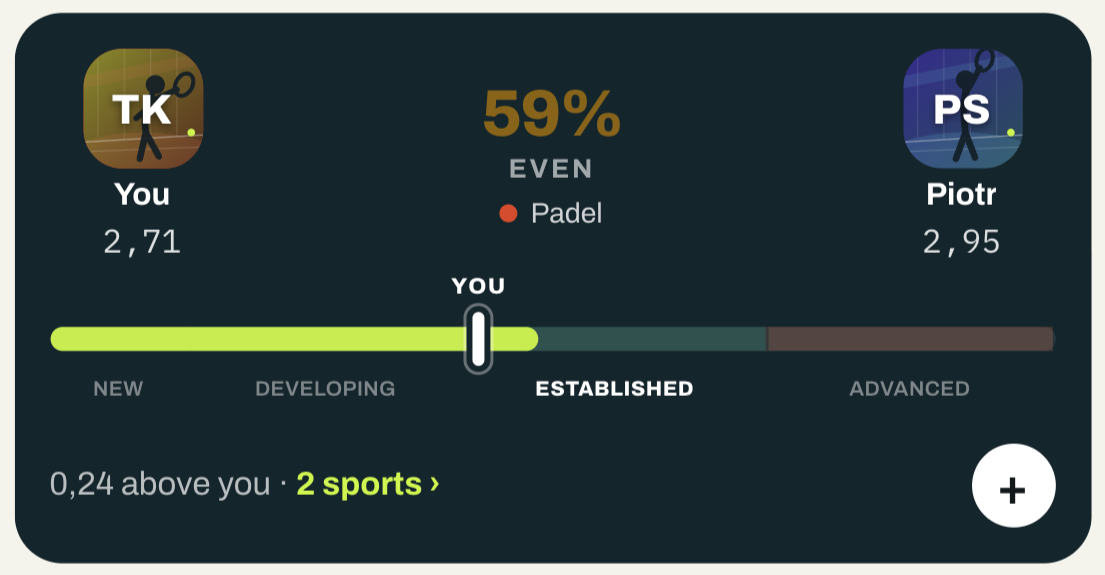 TK
59%
PS
EVEN
You
Padel
Piotr
2,71
2,95
YOU
NEW DEVELOPING ESTABLISHED ADVANCED
0,24 above you · 2 sports ›
+